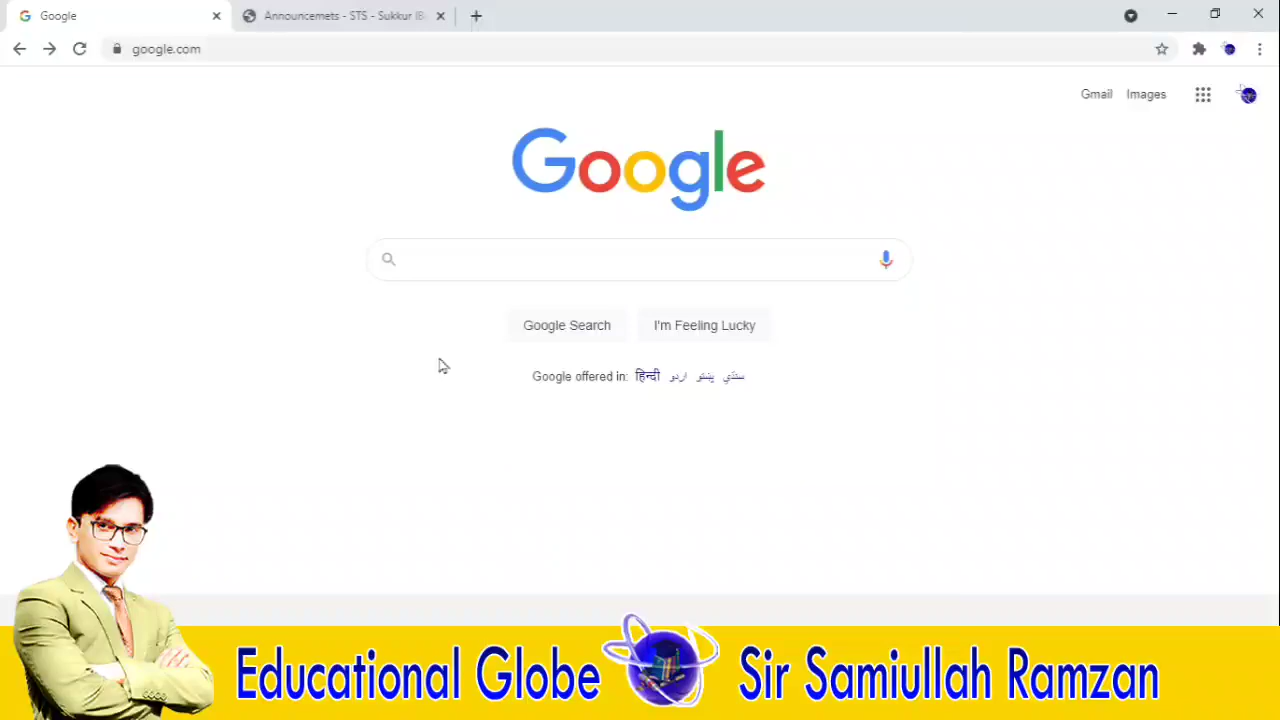 Google
Announcemets - STS - Sukkur IB
google.com
Gmail Images
Google
Google Search I'm Feeling Lucky
Google offered in: हिन्दी اردو پښتو سنڌي
Educational Globe Sir Samiullah Ramzan